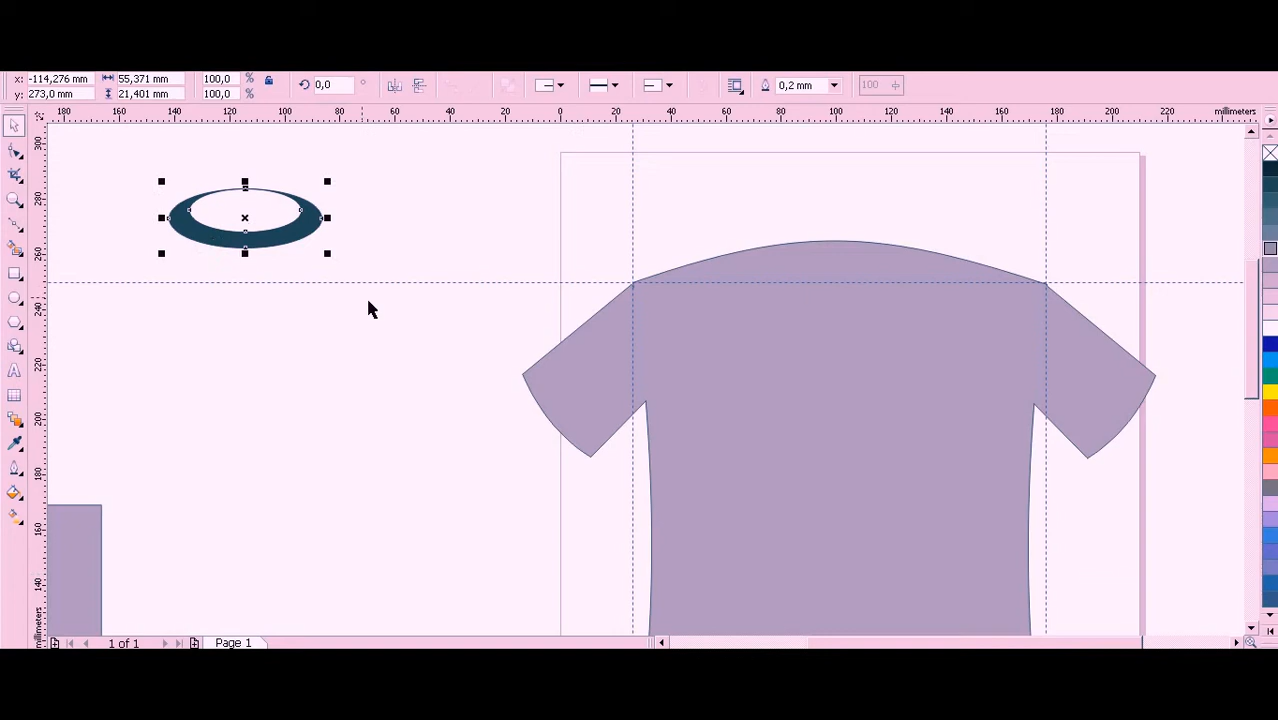 x: -114,276 mm 55,371 mm 100,0 % 0,0 ° 0,2 mm 100
y: 273,0 mm 21,401 mm 100,0 %
180 160 140 120 100 80 60 40 20 0 20 40 60 80 100 120 140 160 180 200 220 millimeters
300
280
260
240
220
200
180
160
140
millimeters
1 of 1 Page 1